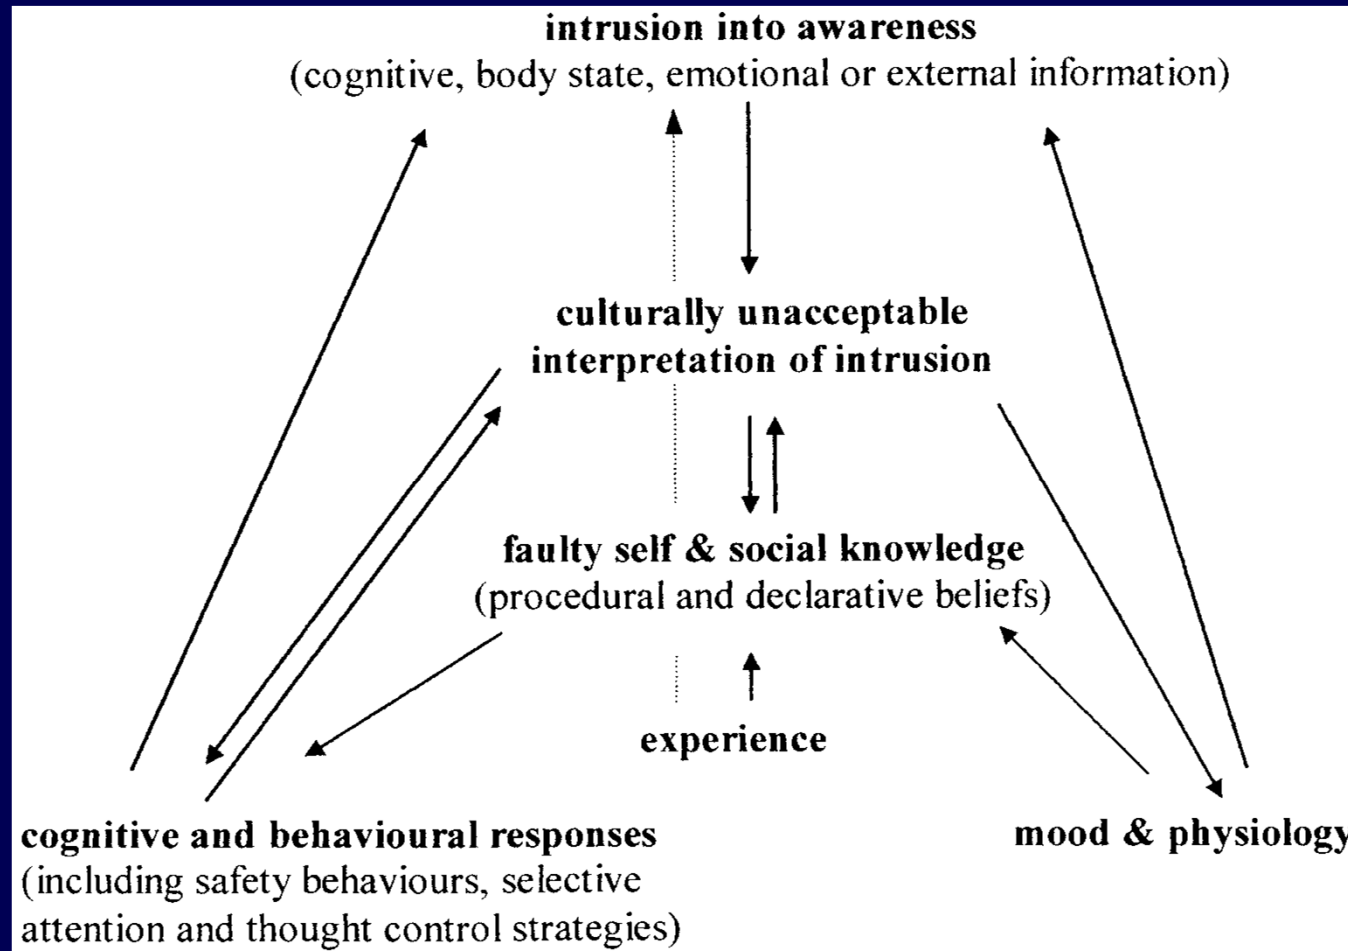 intrusion into awareness
(cognitive, body state, emotional or external information)
culturally unacceptable
interpretation of intrusion
faulty self & social knowledge
(procedural and declarative beliefs)
experience
cognitive and behavioural responses
(including safety behaviours, selective
attention and thought control strategies)
mood & physiology